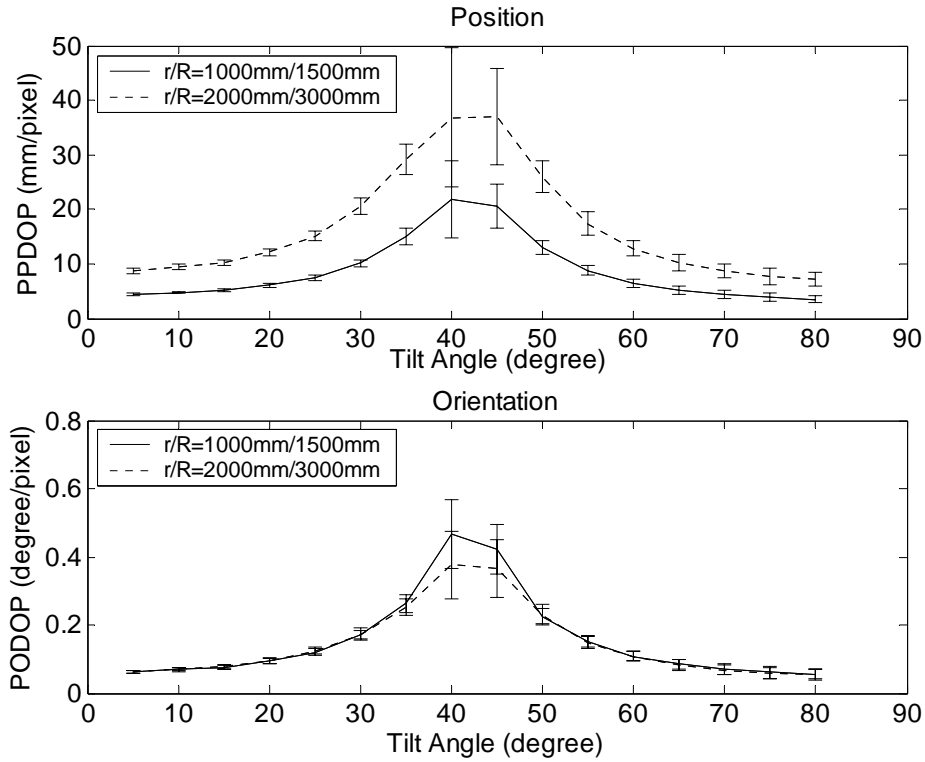 Position
50
40
30
20
10
0
PPDOP (mm/pixel)
r/R=1000mm/1500mm
r/R=2000mm/3000mm
0 10 20 30 40 50 60 70 80 90
Tilt Angle (degree)
Orientation
0.8
0.6
0.4
0.2
0
PODOP (degree/pixel)
r/R=1000mm/1500mm
r/R=2000mm/3000mm
0 10 20 30 40 50 60 70 80 90
Tilt Angle (degree)